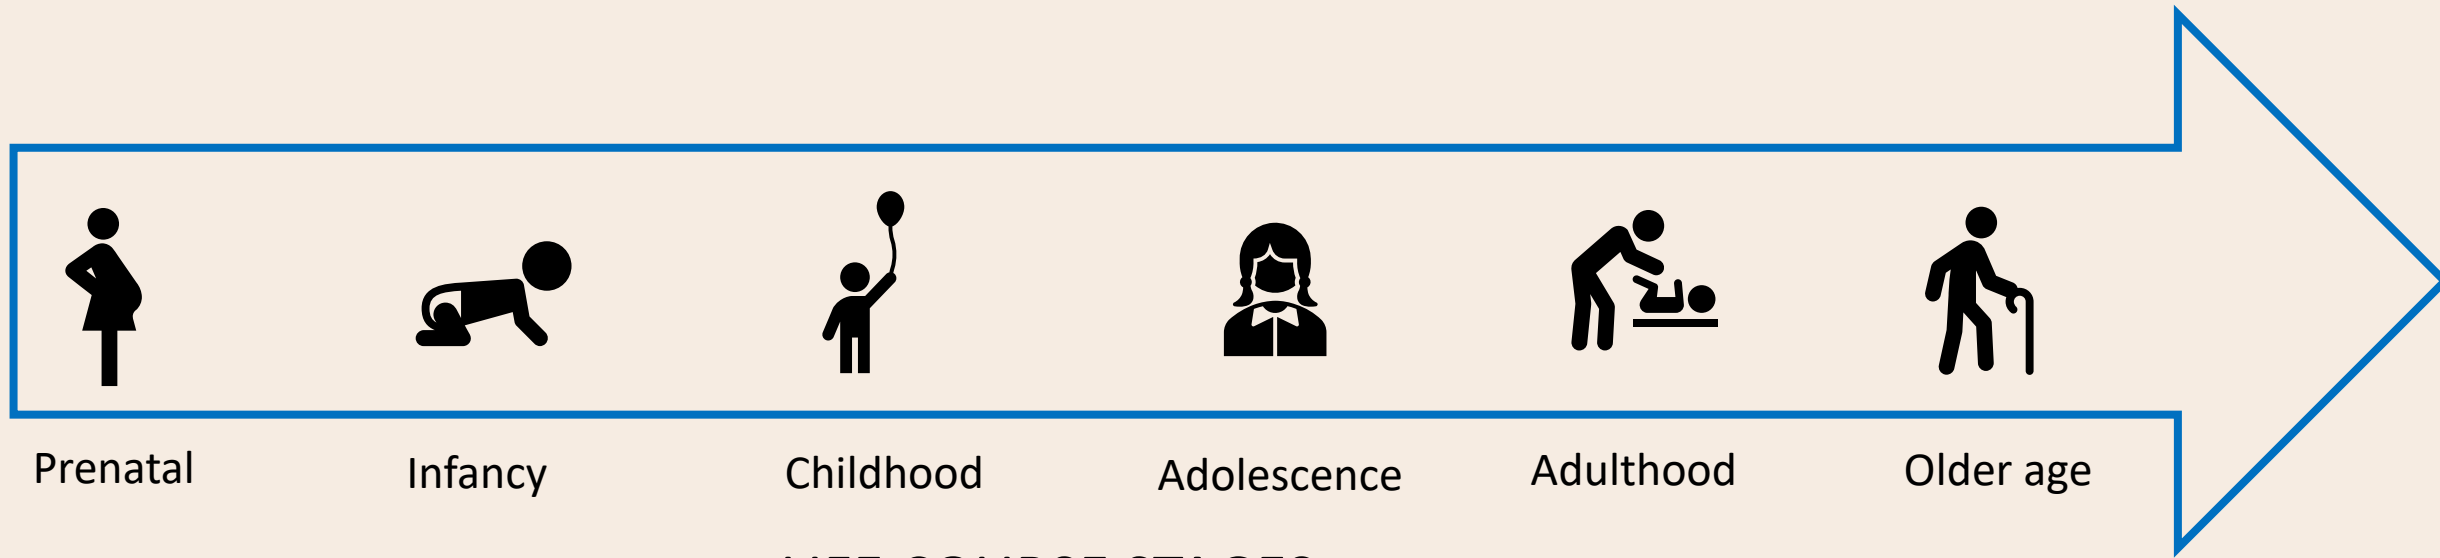 Prenatal
Infancy
Childhood
Adolescence
Adulthood
Older age